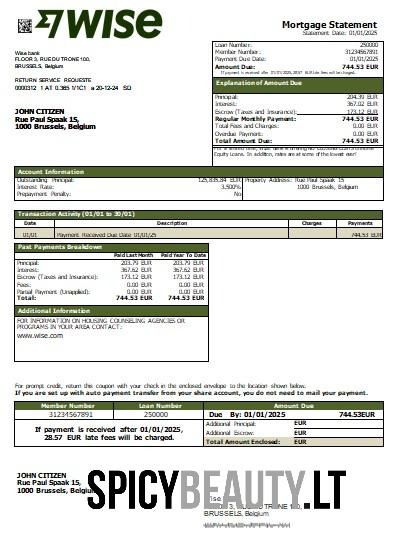 WISE
Mortgage Statement
Statement Date: 01/01/2025
Wise bank
FLOOR 3, RUE DU TRONE 100,
BRUSSELS, Belgium
RETURN SERVICE REQUESTE
0000312 1 AT 0.365 1/1C1 a 20-12-24 SD
JOHN CITIZEN
Rue Paul Spaak 15,
1000 Brussels, Belgium
Loan Number: 250000
Member Number: 31234567891
Payment Due Date: 01/01/2025
Amount Due: 744.53 EUR
If payment is received after 01/01/2025, 28.57 EUR late fees will be charged.
Explanation of Amount Due
Principal: 204.39 EUR
Interest: 367.02 EUR
Escrow (Taxes and Insurance): 173.12 EUR
Regular Monthly Payment: 744.53 EUR
Total Fees and Charges: 0.00 EUR
Overdue Payment: 0.00 EUR
Total Amount Due: 744.53 EUR
Equity Loans. In addition, rates are at some of the lowest ever!
Account Information
Outstanding Principal: 125,835.84 EUR
Interest Rate: 3.500%
Prepayment Penalty: No
Property Address: Rue Paul Spaak 15
1000 Brussels, Belgium
Transaction Activity (01/01 to 30/01)
Date Description Charges Payments
01/01 Payment Received Due Date 01/01/25 744.53 EUR
Past Payments Breakdown
Paid Last Month Paid Year To Date
Principal: 203.79 EUR 203.79 EUR
Interest: 367.62 EUR 367.62 EUR
Escrow (Taxes and Insurance): 173.12 EUR 173.12 EUR
Fees: 0.00 EUR 0.00 EUR
Partial Payment (Unapplied): 0.00 EUR 0.00 EUR
Total: 744.53 EUR 744.53 EUR
Additional Information
FOR INFORMATION ON HOUSING COUNSELING AGENCIES OR
PROGRAMS IN YOUR AREA CONTACT:
www.wise.com
For prompt credit, return this coupon with your check in the enclosed envelope to the location shown below.
If you are set up with auto payment transfer from your share account, you do not need to mail your payment.
Member Number Loan Number Amount Due
31234567891 250000 Due By: 01/01/2025 744.53EUR
If payment is received after 01/01/2025,
28.57 EUR late fees will be charged.
Additional Principal: EUR
Additional Escrow: EUR
Total Amount Enclosed: EUR
JOHN CITIZEN
Rue Paul Spaak 15,
1000 Brussels, Belgium
SPICYBEAUTY.LT
BRUSSELS, Belgium